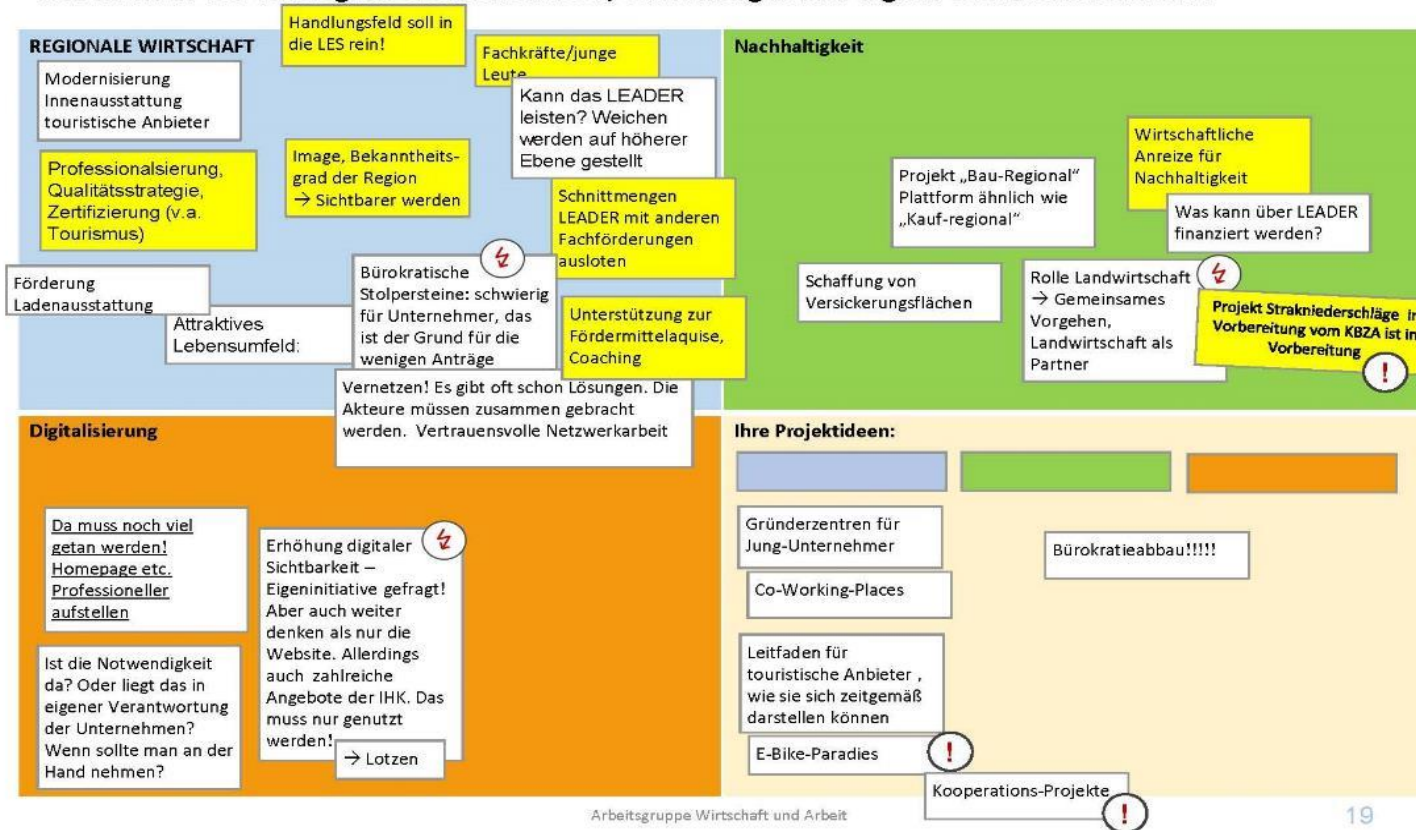 REGIONALE WIRTSCHAFT
Handlungsfeld soll in
die LES rein!
Fachkräfte/junge
Leute
Modernisierung
Innenausstattung
touristische Anbieter
Kann das LEADER
leisten? Weichen
werden auf höherer
Ebene gestellt
Professionalsierung,
Qualitätsstrategie,
Zertifizierung (v.a.
Tourismus)
Image, Bekanntheits-
grad der Region
→ Sichtbarer werden
Schnittmengen
LEADER mit anderen
Fachförderungen
ausloten
Förderung
Ladenausstattung
Attraktives
Lebensumfeld:
Bürokratische
Stolpersteine: schwierig
für Unternehmer, das
ist der Grund für die
wenigen Anträge
Unterstützung zur
Fördermittelaquise,
Coaching
Vernetzen! Es gibt oft schon Lösungen. Die
Akteure müssen zusammen gebracht
werden. Vertrauensvolle Netzwerkarbeit
Nachhaltigkeit
Projekt „Bau-Regional“
Plattform ähnlich wie
„Kauf-regional“
Wirtschaftliche
Anreize für
Nachhaltigkeit
Was kann über LEADER
finanziert werden?
Schaffung von
Versickerungsflächen
Rolle Landwirtschaft
→ Gemeinsames
Vorgehen,
Landwirtschaft als
Partner
Projekt Strakniederschläge in
Vorbereitung vom KBZA ist in
Vorbereitung
!
Digitalisierung
Da muss noch viel
getan werden!
Homepage etc.
Professioneller
aufstellen
Erhöhung digitaler
Sichtbarkeit –
Eigeninitiative gefragt!
Aber auch weiter
denken als nur die
Website. Allerdings
auch zahlreiche
Angebote der IHK. Das
muss nur genutzt
werden!
→ Lotzen
Ist die Notwendigkeit
da? Oder liegt das in
eigener Verantwortung
der Unternehmen?
Wenn sollte man an der
Hand nehmen?
Ihre Projektideen:
Gründerzentren für
Jung-Unternehmer
Co-Working-Places
Bürokratieabbau!!!!!
Leitfaden für
touristische Anbieter ,
wie sie sich zeitgemäß
darstellen können
E-Bike-Paradies
!
Kooperations-Projekte
!
Arbeitsgruppe Wirtschaft und Arbeit
19